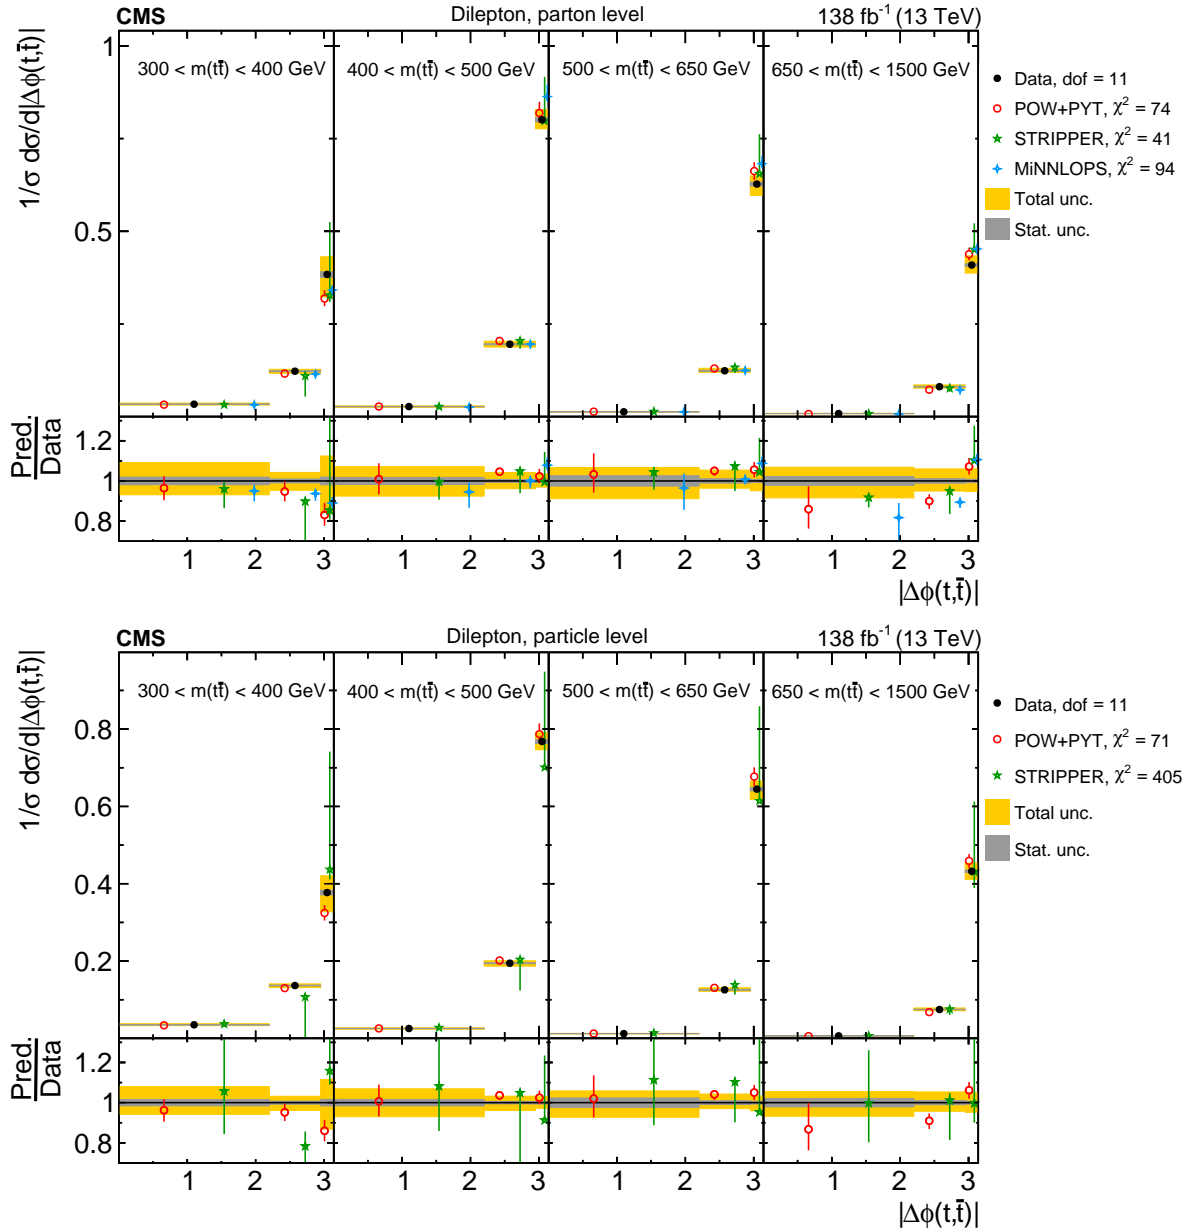 CMS Dilepton, parton level 138 fb⁻¹ (13 TeV)
1/σ dσ/d|Δϕ(t,t̄)|
1
0.5
300 < m(tt̄) < 400 GeV
400 < m(tt̄) < 500 GeV
500 < m(tt̄) < 650 GeV
650 < m(tt̄) < 1500 GeV
Data, dof = 11
POW+PYT, χ² = 74
STRIPPER, χ² = 41
MiNNLOPS, χ² = 94
Total unc.
Stat. unc.
Pred.
Data
1.2
1
0.8
1 2 3 1 2 3 1 2 3 1 2 3
|Δϕ(t,t̄)|
CMS Dilepton, particle level 138 fb⁻¹ (13 TeV)
1/σ dσ/d|Δϕ(t,t̄)|
0.8
0.6
0.4
0.2
300 < m(tt̄) < 400 GeV
400 < m(tt̄) < 500 GeV
500 < m(tt̄) < 650 GeV
650 < m(tt̄) < 1500 GeV
Data, dof = 11
POW+PYT, χ² = 71
STRIPPER, χ² = 405
Total unc.
Stat. unc.
Pred.
Data
1.2
1
0.8
1 2 3 1 2 3 1 2 3 1 2 3
|Δϕ(t,t̄)|